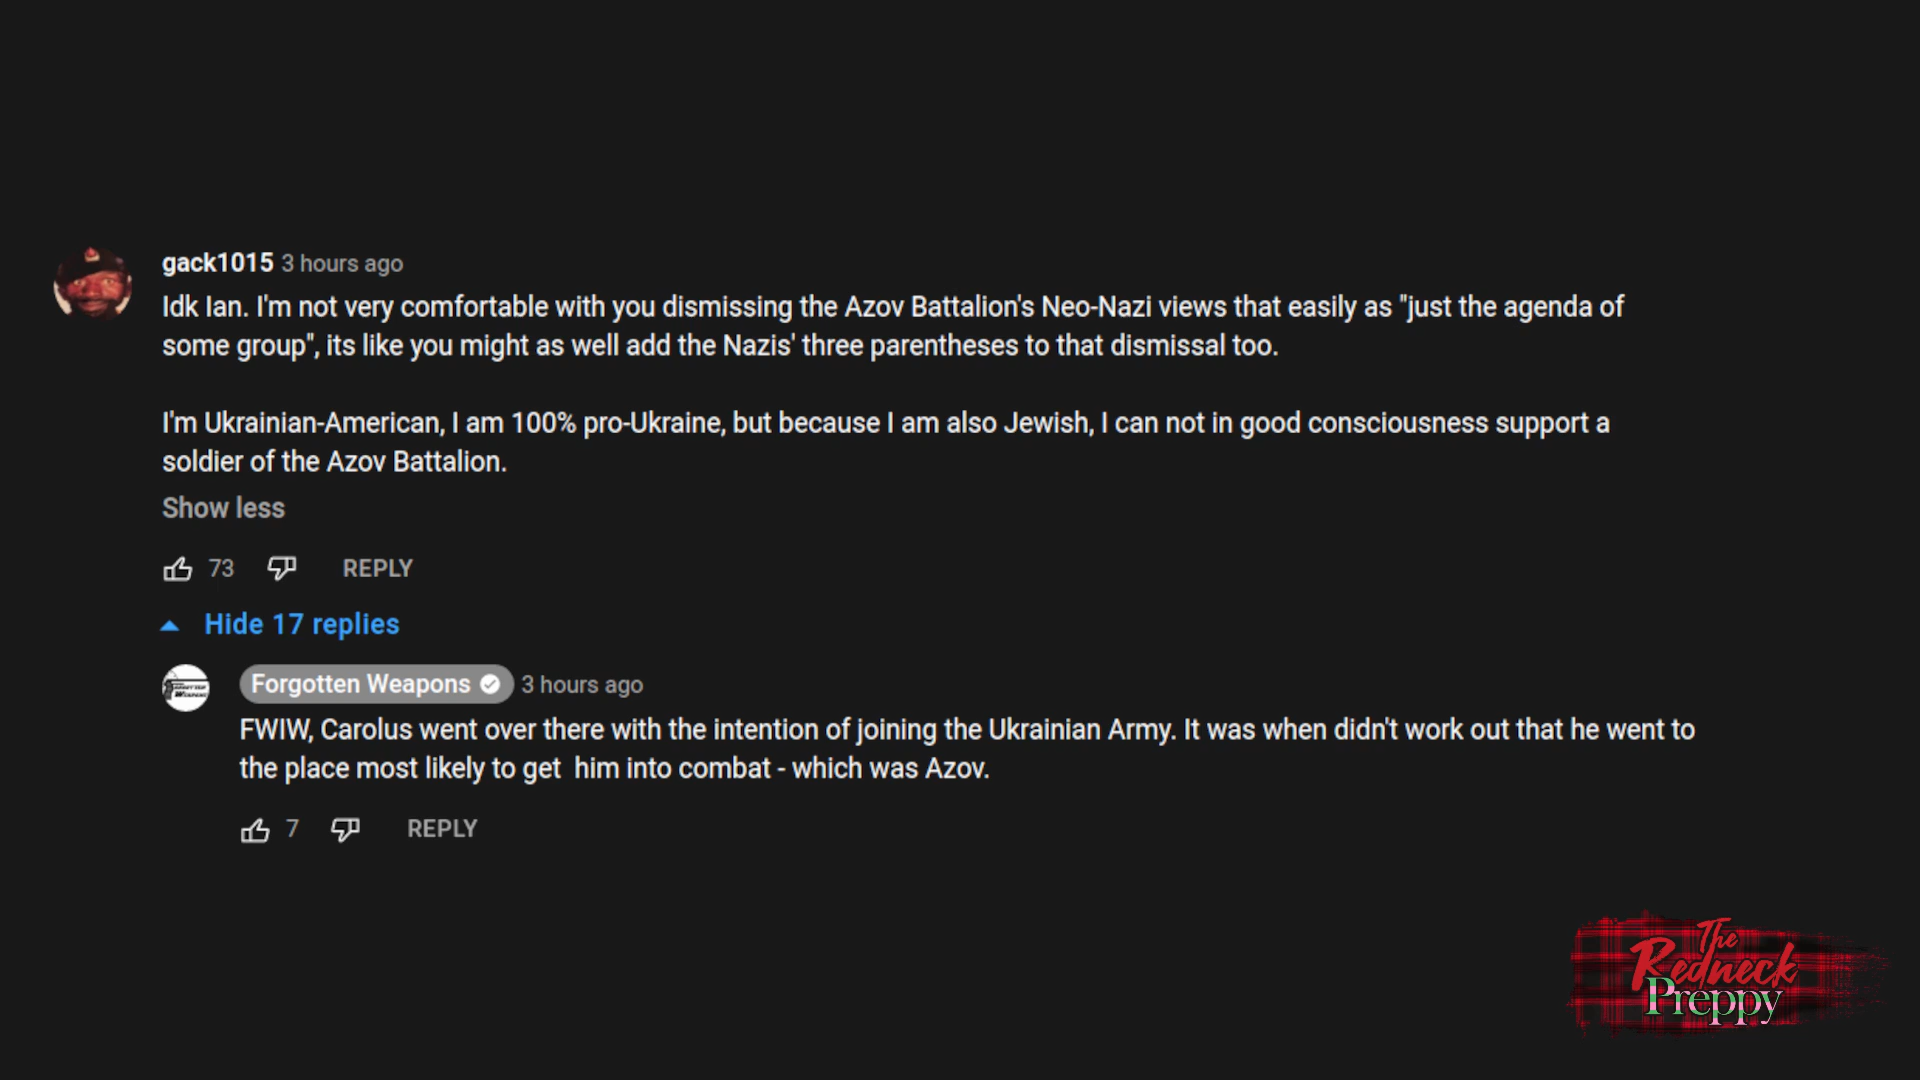 gack1015 3 hours ago
Idk Ian. I'm not very comfortable with you dismissing the Azov Battalion's Neo-Nazi views that easily as "just the agenda of
some group", its like you might as well add the Nazis' three parentheses to that dismissal too.
I'm Ukrainian-American, I am 100% pro-Ukraine, but because I am also Jewish, I can not in good consciousness support a
soldier of the Azov Battalion.
Show less
73 REPLY
Hide 17 replies
Forgotten Weapons 3 hours ago
FWIW, Carolus went over there with the intention of joining the Ukrainian Army. It was when didn't work out that he went to
the place most likely to get him into combat - which was Azov.
7 REPLY
The
Redneck
Preppy